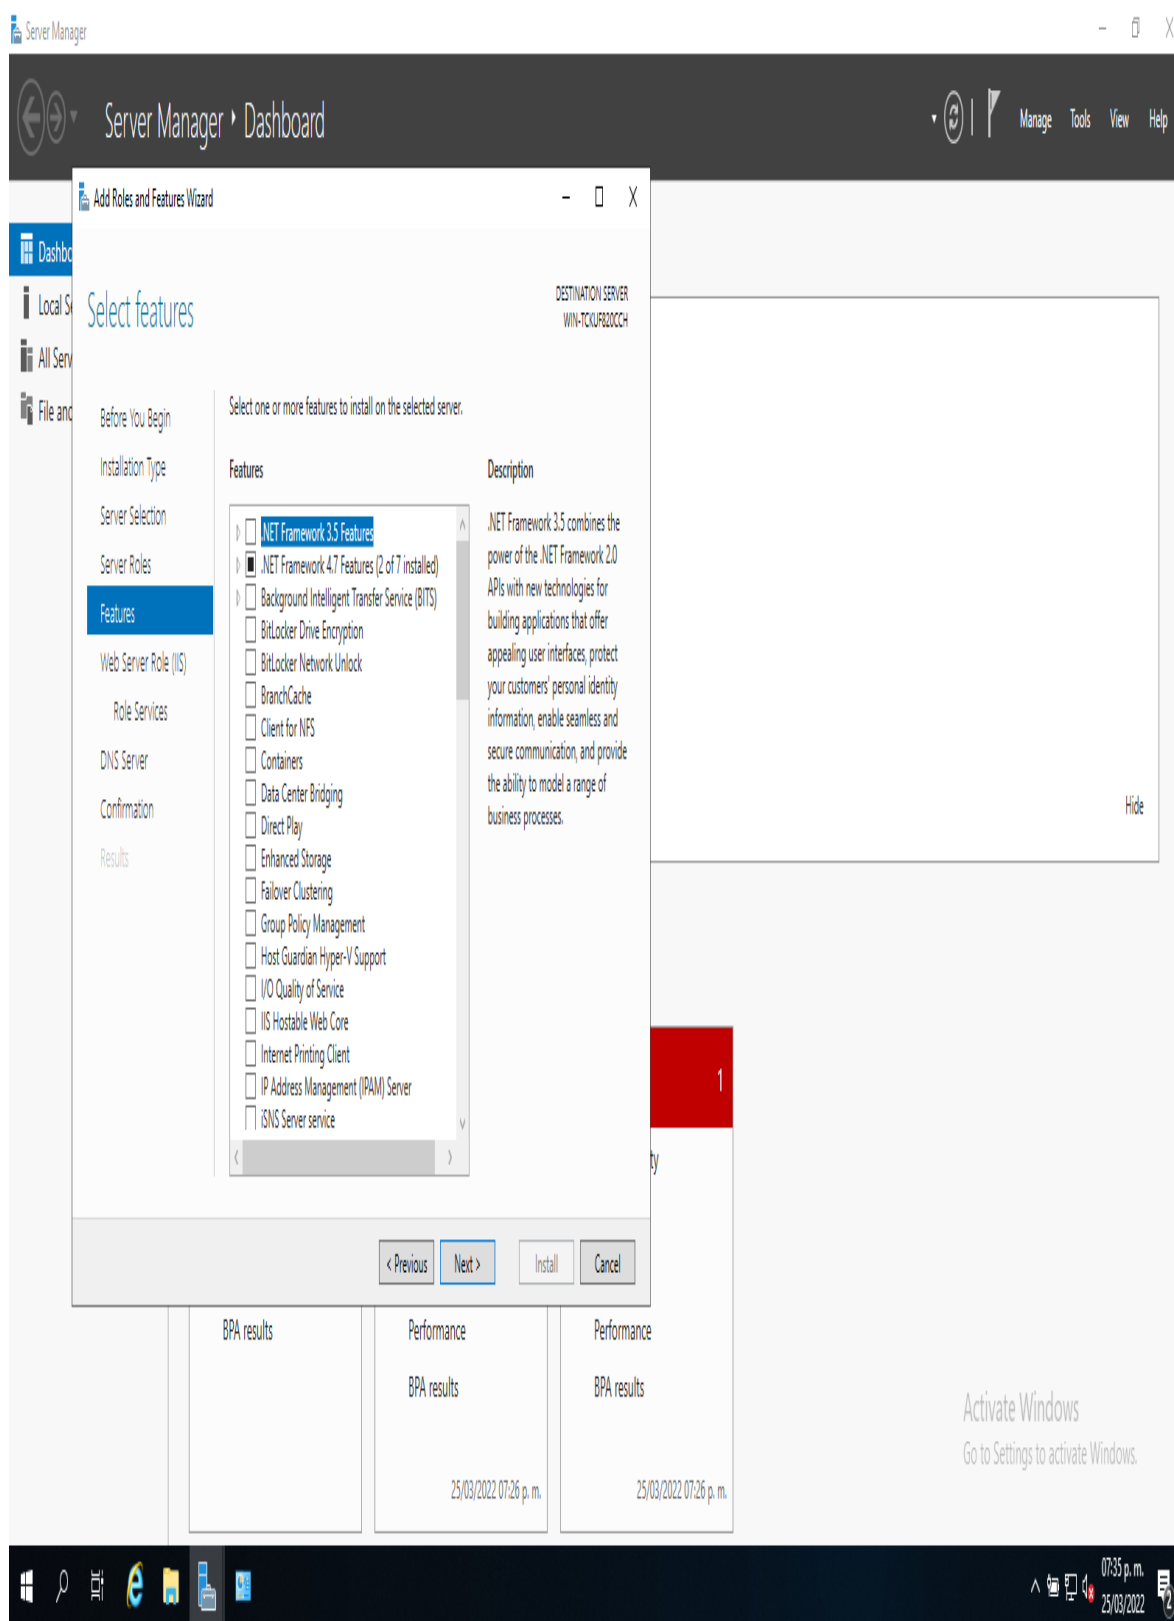 Server Manager
Server Manager
Dashboard
Manage
Tools
View
Help
Add Roles and Features Wizard
Dashbo
Local Se
All Serv
File and
Select features
DESTINATION SERVER
WIN-TCKUF820CCH
Before You Begin
Installation Type
Server Selection
Server Roles
Features
Web Server Role (IIS)
Role Services
DNS Server
Confirmation
Results
Select one or more features to install on the selected server.
Features
.NET Framework 3.5 Features
.NET Framework 4.7 Features (2 of 7 installed)
Background Intelligent Transfer Service (BITS)
BitLocker Drive Encryption
BitLocker Network Unlock
BranchCache
Client for NFS
Containers
Data Center Bridging
Direct Play
Enhanced Storage
Failover Clustering
Group Policy Management
Host Guardian Hyper-V Support
I/O Quality of Service
IIS Hostable Web Core
Internet Printing Client
IP Address Management (IPAM) Server
iSNS Server service
Description
.NET Framework 3.5 combines the
power of the .NET Framework 2.0
APIs with new technologies for
building applications that offer
appealing user interfaces, protect
your customers' personal identity
information, enable seamless and
secure communication, and provide
the ability to model a range of
business processes.
< Previous
Next >
Install
Cancel
Hide
1
ty
BPA results
Performance
BPA results
25/03/2022 07:26 p. m.
Performance
BPA results
25/03/2022 07:26 p. m.
Activate Windows
Go to Settings to activate Windows.
07:35 p. m.
25/03/2022
2